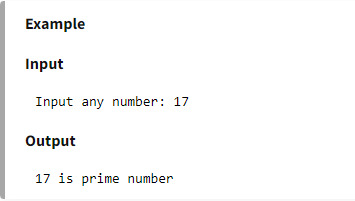 Example
Input
Input any number: 17
Output
17 is prime number